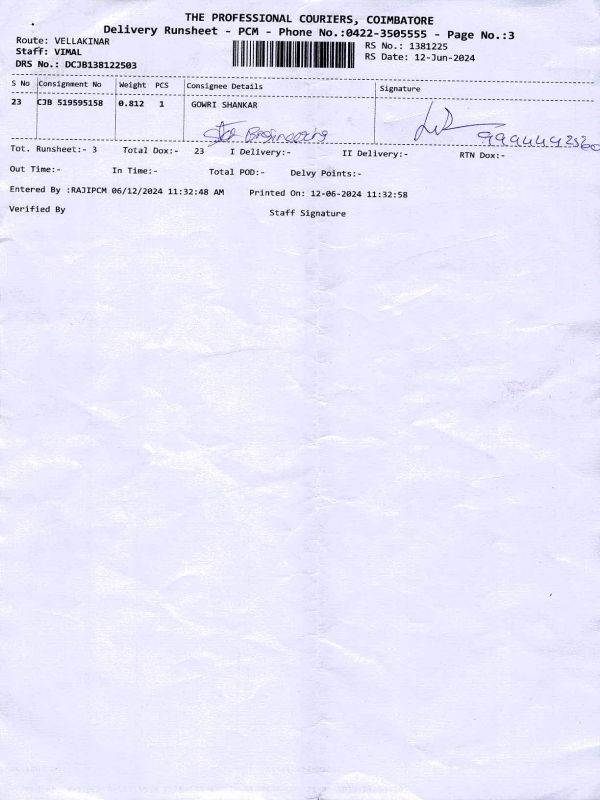 THE PROFESSIONAL COURIERS, COIMBATORE
Delivery Runsheet - PCM - Phone No.:0422-3505555 - Page No.:3
Route: VELLAKINAR
RS No.: 1381225
Staff: VIMAL
RS Date: 12-Jun-2024
DRS No.: DCJB138122503
S No Consignment No Weight PCS Consignee Details Signature
23 CJB 519595158 0.812 1 GOWRI SHANKAR
Engineering
Tot. Runsheet:- 3 Total Dox:- 23 I Delivery:- II Delivery:- RTN Dox:-
Out Time:- In Time:- Total POD:- Delvy Points:-
Entered By :RAJIPCM 06/12/2024 11:32:48 AM Printed On: 12-06-2024 11:32:58
Verified By Staff Signature